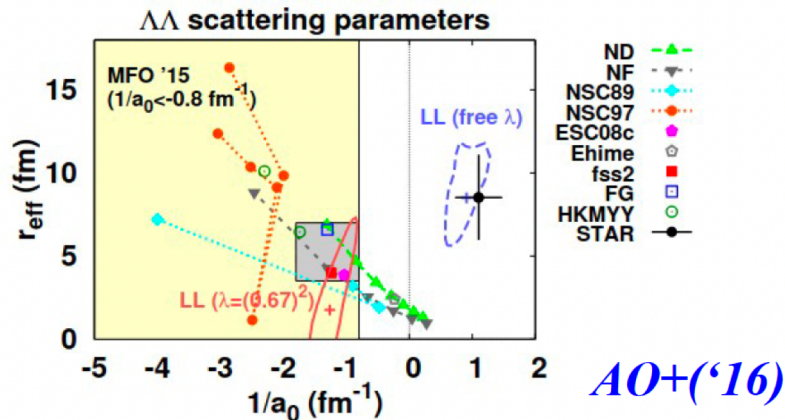 ΛΛ scattering parameters
MFO '15
(1/a₀<-0.8 fm⁻¹)
LL (free λ)
LL (λ=(0.67)²)
r_eff (fm)
15
10
5
0
-5 -4 -3 -2 -1 0 1 2
1/a₀ (fm⁻¹)
ND
NF
NSC89
NSC97
ESC08c
Ehime
fss2
FG
HKMYY
STAR
AO+('16)